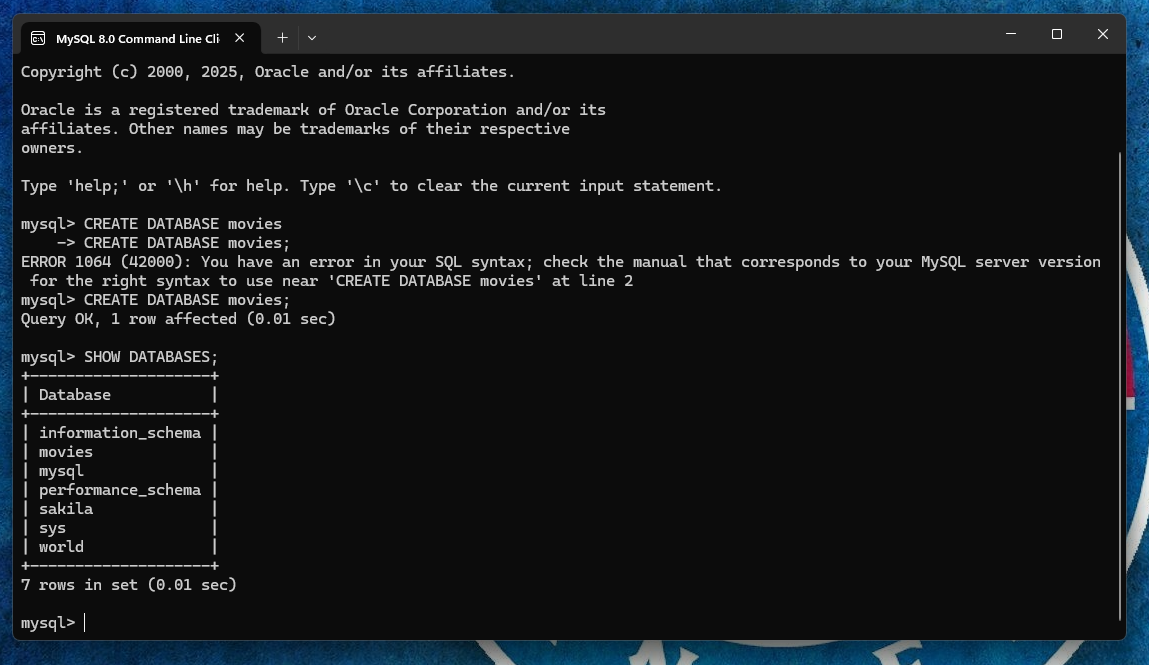 MySQL 8.0 Command Line Cli
Copyright (c) 2000, 2025, Oracle and/or its affiliates.
Oracle is a registered trademark of Oracle Corporation and/or its
affiliates. Other names may be trademarks of their respective
owners.
Type 'help;' or '\h' for help. Type '\c' to clear the current input statement.
mysql> CREATE DATABASE movies
    -> CREATE DATABASE movies;
ERROR 1064 (42000): You have an error in your SQL syntax; check the manual that corresponds to your MySQL server version
 for the right syntax to use near 'CREATE DATABASE movies' at line 2
mysql> CREATE DATABASE movies;
Query OK, 1 row affected (0.01 sec)
mysql> SHOW DATABASES;
+--------------------+
| Database           |
+--------------------+
| information_schema |
| movies             |
| mysql              |
| performance_schema |
| sakila             |
| sys                |
| world              |
+--------------------+
7 rows in set (0.01 sec)
mysql>